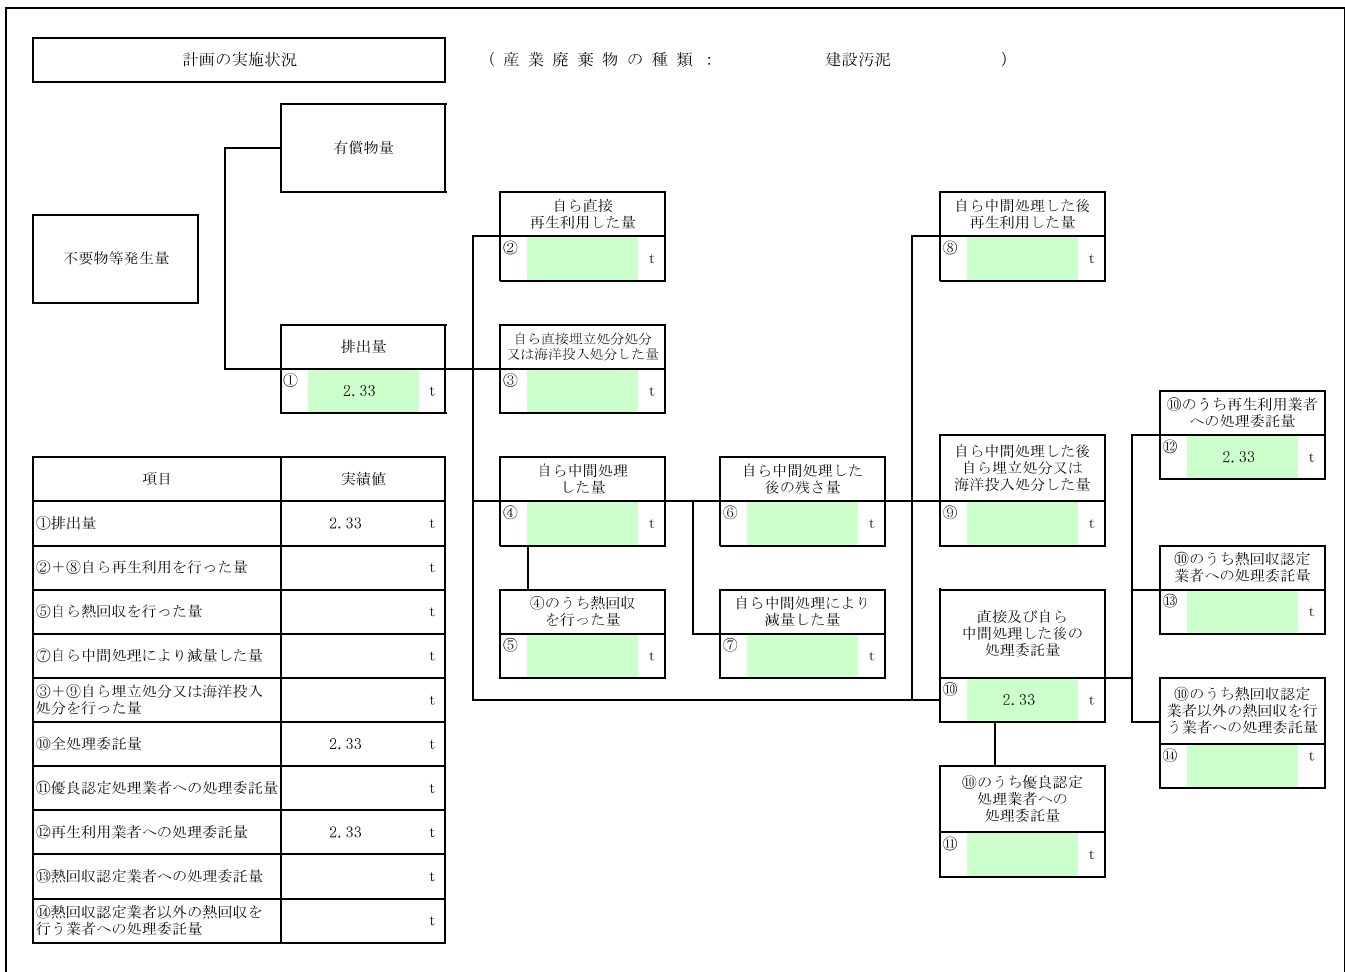 計画の実施状況
(産業廃棄物の種類: 建設汚泥 )
有償物量
不要物等発生量
排出量
① 2.33 t
自ら直接
再生利用した量
② t
自ら直接埋立処分処分
又は海洋投入処分した量
③ t
自ら中間処理
した量
④ t
④のうち熱回収
を行った量
⑤ t
自ら中間処理した
後の残さ量
⑥ t
自ら中間処理により
減量した量
⑦ t
自ら中間処理した後
再生利用した量
⑧ t
自ら中間処理した後
自ら埋立処分又は
海洋投入処分した量
⑨ t
直接及び自ら
中間処理した後の
処理委託量
⑩ 2.33 t
⑩のうち優良認定
処理業者への
処理委託量
⑪ t
⑩のうち再生利用業者
への処理委託量
⑫ 2.33 t
⑩のうち熱回収認定
業者への処理委託量
⑬ t
⑩のうち熱回収認定
業者以外の熱回収を行
う業者への処理委託量
⑭ t
項目 実績値
①排出量 2.33 t
②+⑧自ら再生利用を行った量 t
⑤自ら熱回収を行った量 t
⑦自ら中間処理により減量した量 t
③+⑨自ら埋立処分又は海洋投入
処分を行った量 t
⑩全処理委託量 2.33 t
⑪優良認定処理業者への処理委託量 t
⑫再生利用業者への処理委託量 2.33 t
⑬熱回収認定業者への処理委託量 t
⑭熱回収認定業者以外の熱回収を
行う業者への処理委託量 t